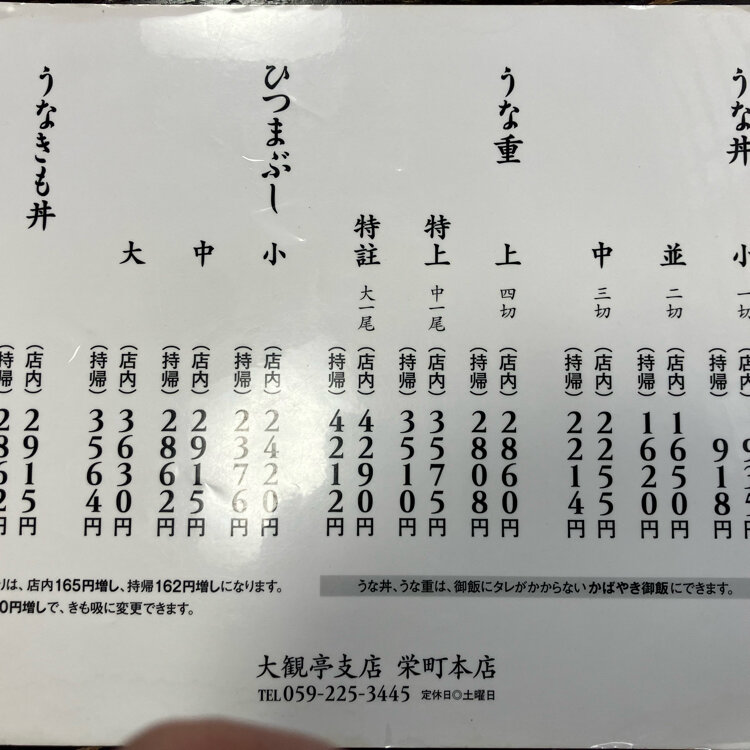 うな丼
小 一切 (店内) 935円
(持帰) 918円
並 二切 (店内) 1650円
(持帰) 1620円
中 三切 (店内) 2255円
(持帰) 2214円
うな重
上 四切 (店内) 2860円
(持帰) 2808円
特上 中一尾 (店内) 3575円
(持帰) 3510円
特註 大一尾 (店内) 4290円
(持帰) 4212円
ひつまぶし
小 (店内) 2420円
(持帰) 2376円
中 (店内) 2915円
(持帰) 2862円
大 (店内) 3630円
(持帰) 3564円
うなきも丼
(店内) 2915円
(持帰) 2862円
うな丼、うな重は、御飯にタレがかからない かばやき御飯にできます。
りは、店内165円増し、持帰162円増しになります。
0円増しで、きも吸に変更できます。
大観亭支店 栄町本店
TEL 059-225-3445 定休日◎土曜日